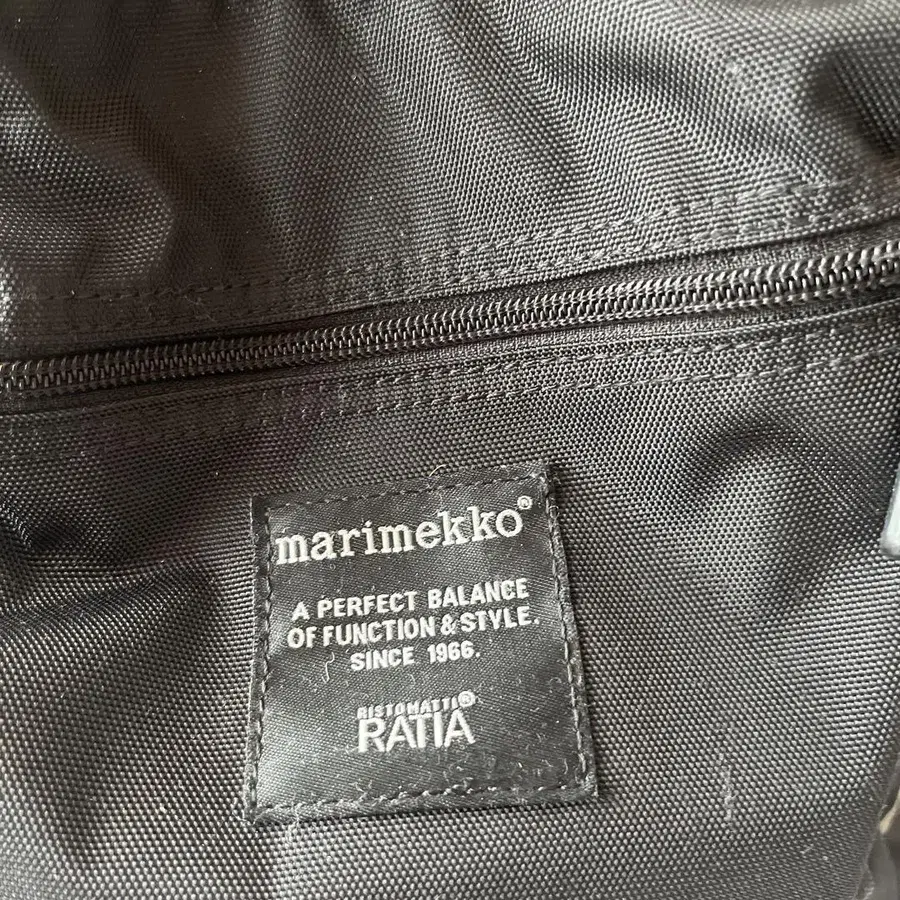 marimekko®
A PERFECT BALANCE
OF FUNCTION & STYLE.
SINCE 1966.
RISTOMATTI®
RATIA